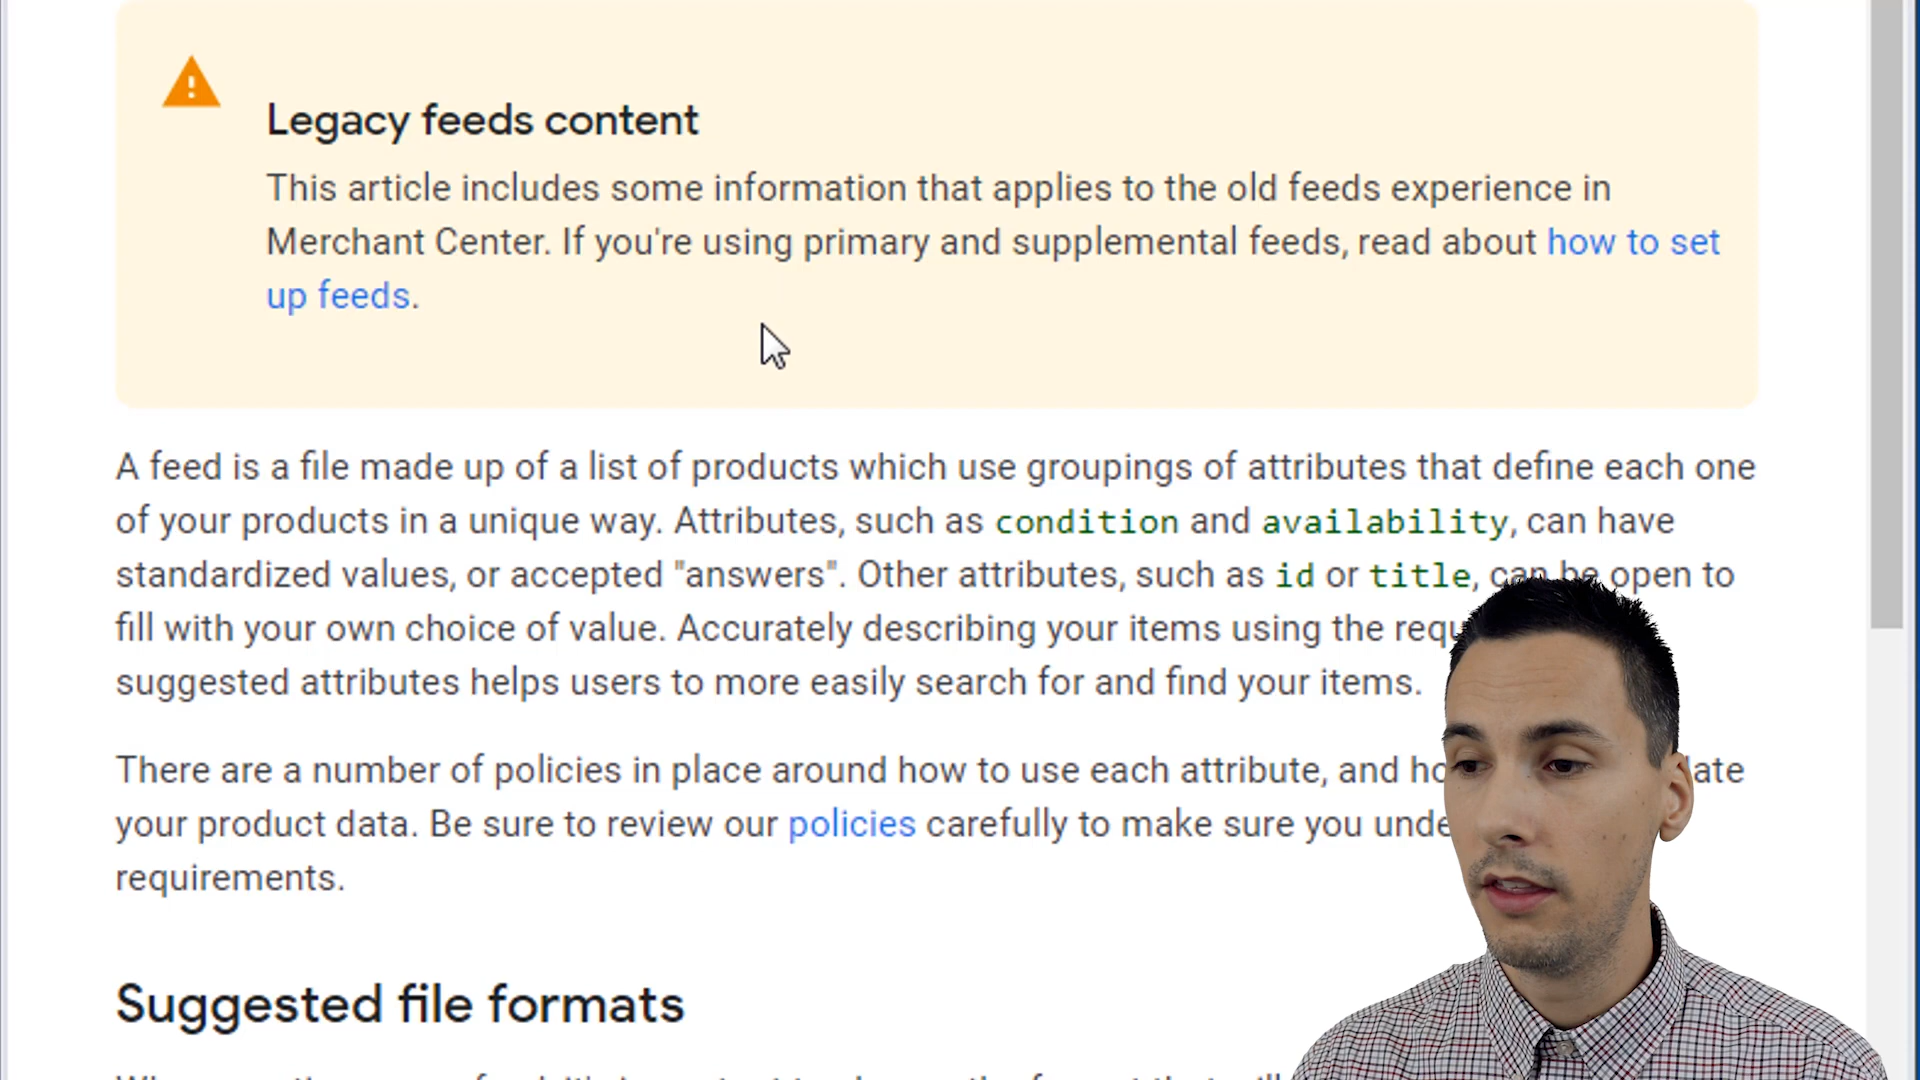 Legacy feeds content
This article includes some information that applies to the old feeds experience in
Merchant Center. If you're using primary and supplemental feeds, read about how to set
up feeds.
A feed is a file made up of a list of products which use groupings of attributes that define each one
of your products in a unique way. Attributes, such as condition and availability, can have
standardized values, or accepted "answers". Other attributes, such as id or title, can be open to
fill with your own choice of value. Accurately describing your items using the
suggested attributes helps users to more easily search for and find your items.
There are a number of policies in place around how to use each attribute, and
your product data. Be sure to review our policies carefully to make sure you
requirements.
Suggested file formats